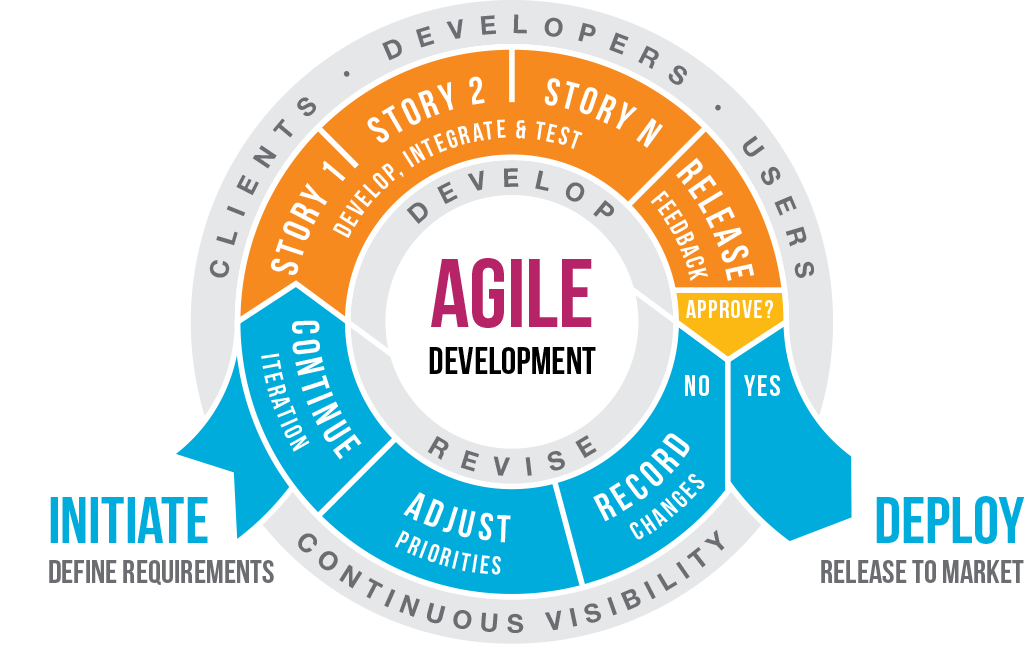 CLIENTS • DEVELOPERS • USERS
STORY 1
STORY 2
STORY N
DEVELOP, INTEGRATE & TEST
RELEASE
FEEDBACK
DEVELOP
APPROVE?
AGILE
DEVELOPMENT
NO
YES
CONTINUE
ITERATION
REVISE
RECORD
CHANGES
ADJUST
PRIORITIES
INITIATE
DEFINE REQUIREMENTS
DEPLOY
RELEASE TO MARKET
CONTINUOUS VISIBILITY